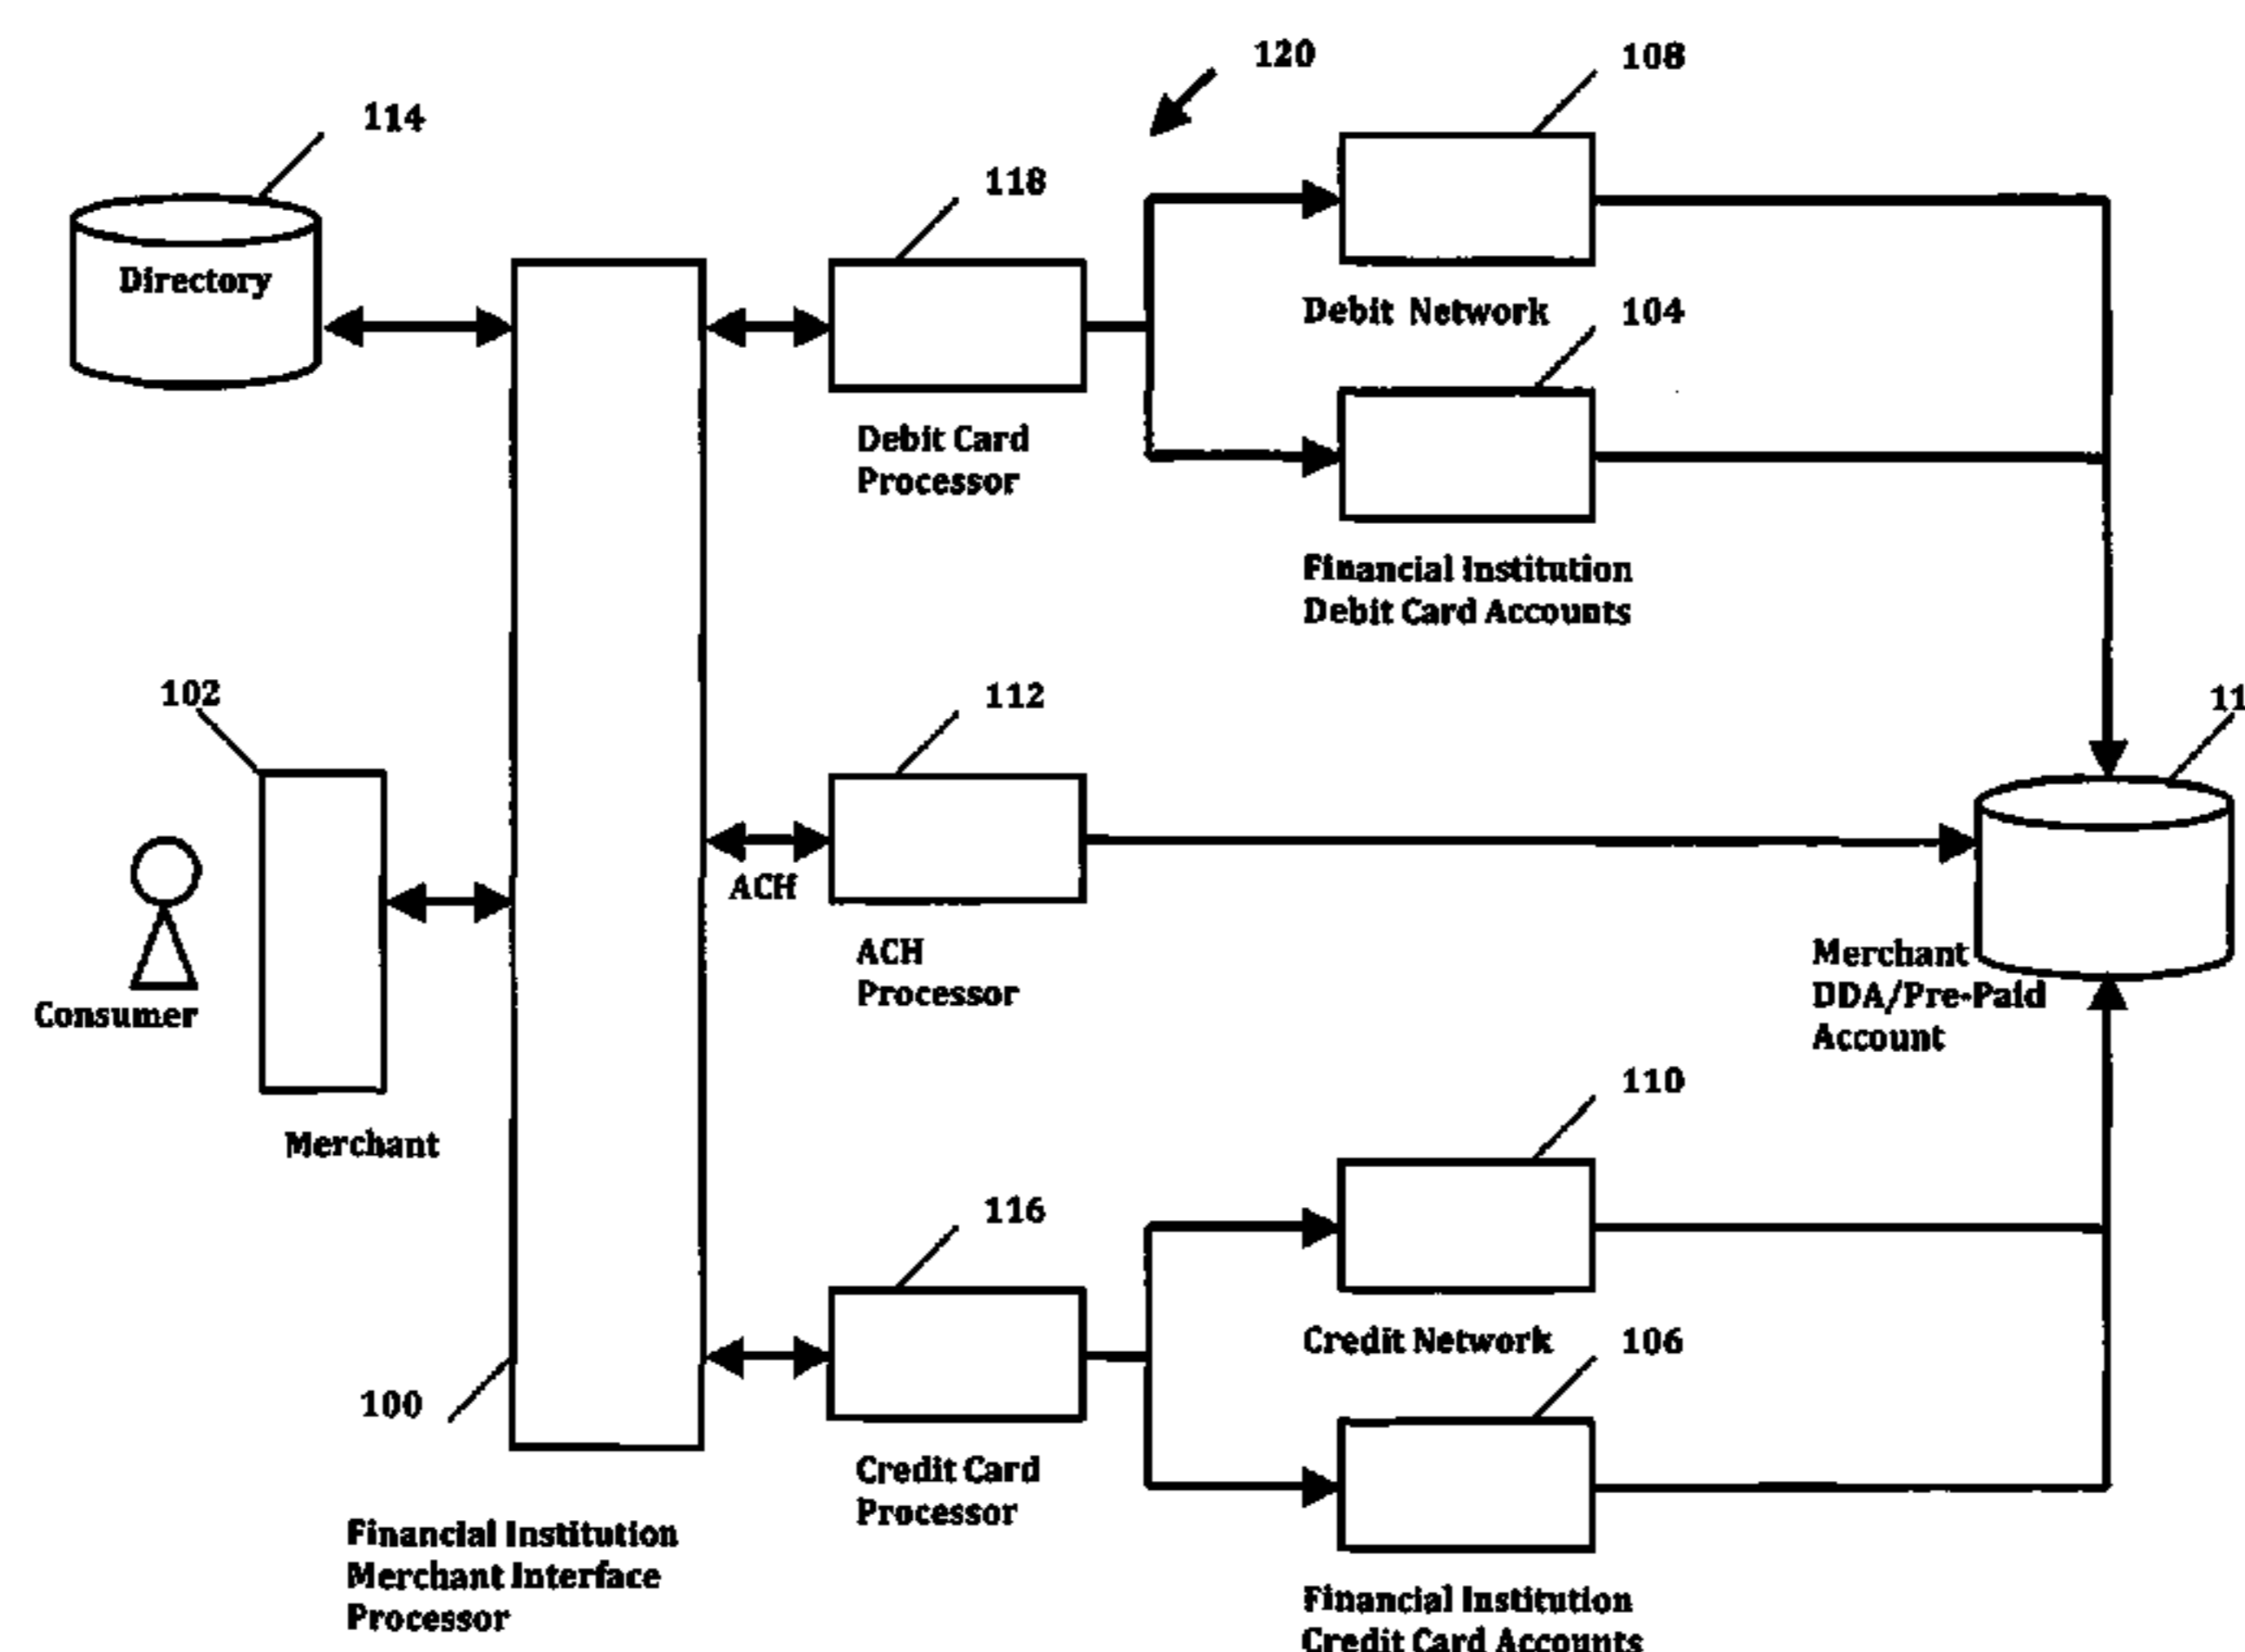 120
108
114
118
Directory
Debit Network
104
Debit Card
Processor
Financial Institution
Debit Card Accounts
102
112
11
ACH
ACH
Processor
Merchant
DDA/Pre-Paid
Account
Consumer
110
Merchant
116
Credit Network
106
100
Credit Card
Processor
Financial Institution
Merchant Interface
Processor
Financial Institution
Credit Card Accounts